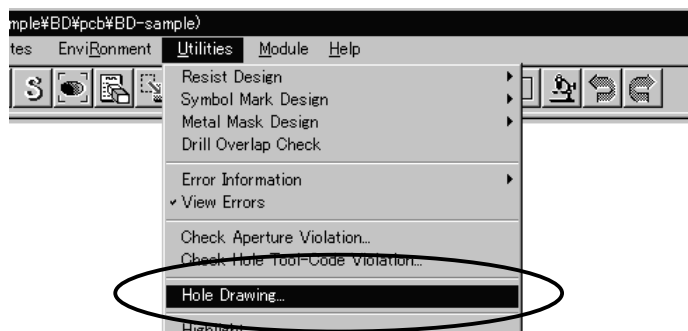 mple¥BD¥pcb¥BD-sample)
tes EnviRonment Utilities Module Help
S
Resist Design
Symbol Mark Design
Metal Mask Design
Drill Overlap Check
Error Information
View Errors
Check Aperture Violation...
Check Hole Tool-Code Violation...
Hole Drawing...
Highlight